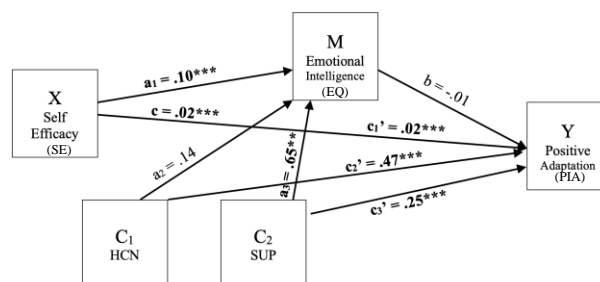 M
Emotional
Intelligence
(EQ)
X
Self
Efficacy
(SE)
a₁ = .10***
c = .02***
b = -.01
c₁’ = .02***
Y
Positive
Adaptation
(PIA)
a₂ = .14
a₃ = .65**
c₂’ = .47***
c₃’ = .25***
C₁
HCN
C₂
SUP